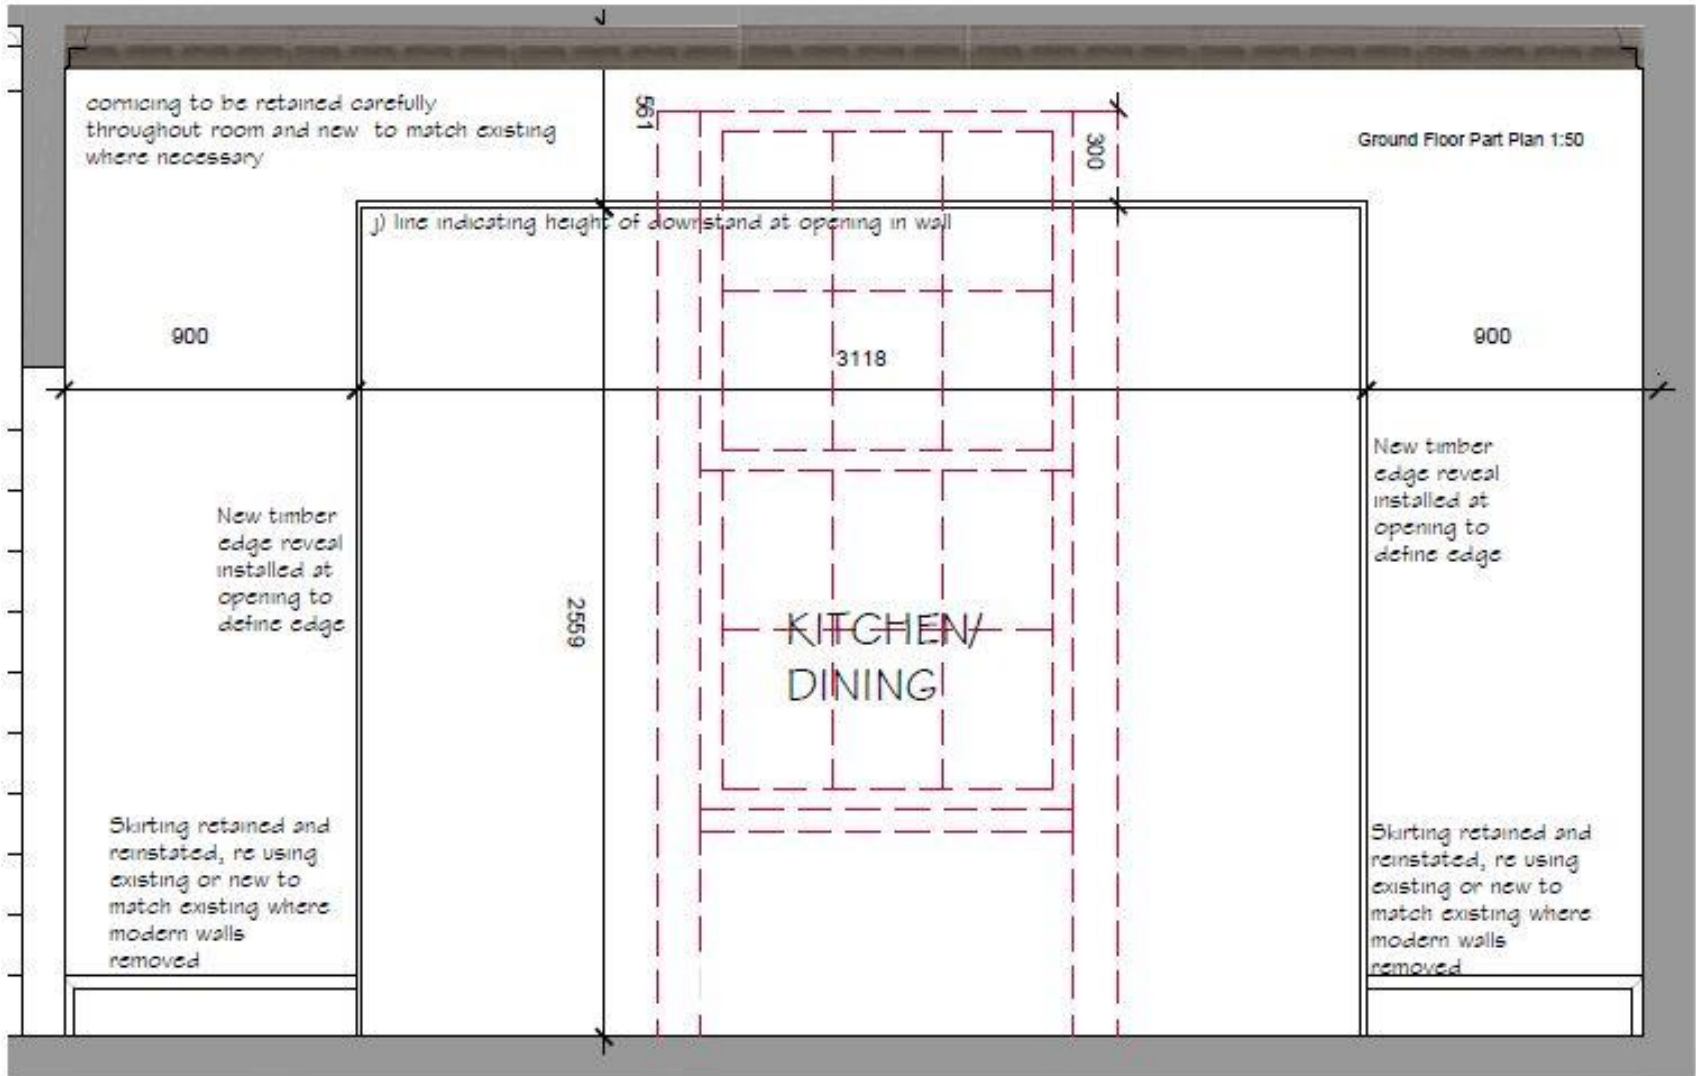 cornicing to be retained carefully
throughout room and new to match existing
where necessary
561
300
Ground Floor Part Plan 1:50
j) line indicating height of downstand at opening in wall
900
3118
900
New timber
edge reveal
installed at
opening to
define edge
New timber
edge reveal
installed at
opening to
define edge
2559
KITCHEN/
DINING
Skirting retained and
reinstated, re using
existing or new to
match existing where
modern walls
removed
Skirting retained and
reinstated, re using
existing or new to
match existing where
modern walls
removed